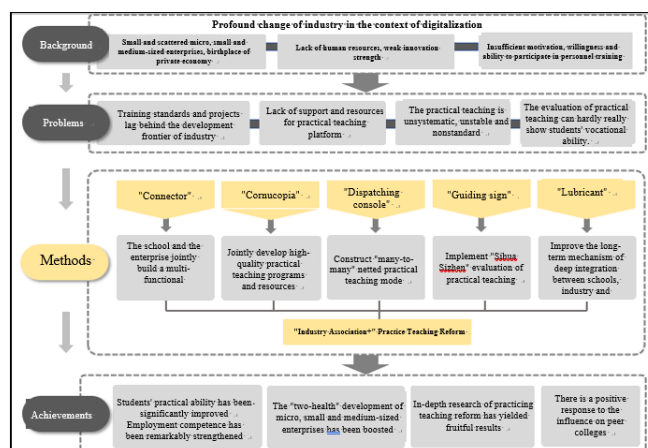 Profound change of industry in the context of digitalization
Background
Small and scattered micro, small and
medium-sized enterprises, birthplace of
private economy
Lack of human resources, weak innovation
strength
Insufficient motivation, willingness and
ability to participate in personnel training
Problems
Training standards and projects
lag behind the development
frontier of industry
Lack of support and resources
for practical teaching
platform
The practical teaching is
unsystematic, unstable and
nonstandard
The evaluation of practical
teaching can hardly really
show students' vocational
ability.
Methods
"Connector"
"Cornucopia"
"Dispatching
console"
"Guiding sign"
"Lubricant"
The school and the
enterprise jointly
build a multi-
functional
Jointly develop high-
quality practical
teaching programs
and resources
Construct "many-to-
many" netted practical
teaching mode
Implement "Sihua
Sizhen" evaluation of
practical teaching
Improve the long-
term mechanism of
deep integration
between schools,
industry and
"Industry Association+" Practice Teaching Reform
Achievements
Students' practical ability has been
significantly improved
Employment competence has
been remarkably strengthened
The "two-health" development of
micro, small and medium-sized
enterprises has been boosted
In-depth research of practicing
teaching reform has yielded
fruitful results
There is a positive
response to the
influence on peer
colleges